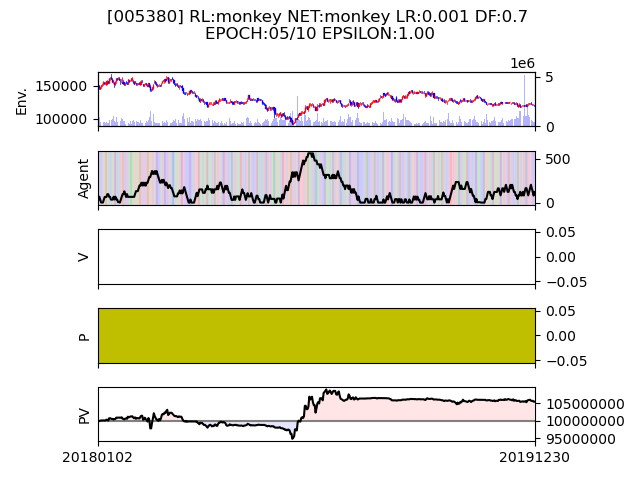 [005380] RL:monkey NET:monkey LR:0.001 DF:0.7
EPOCH:05/10 EPSILON:1.00
1e6
Env.
150000
100000
5
0
Agent
500
0
V
0.05
0.00
−0.05
P
0.05
0.00
−0.05
PV
105000000
100000000
95000000
20180102
20191230